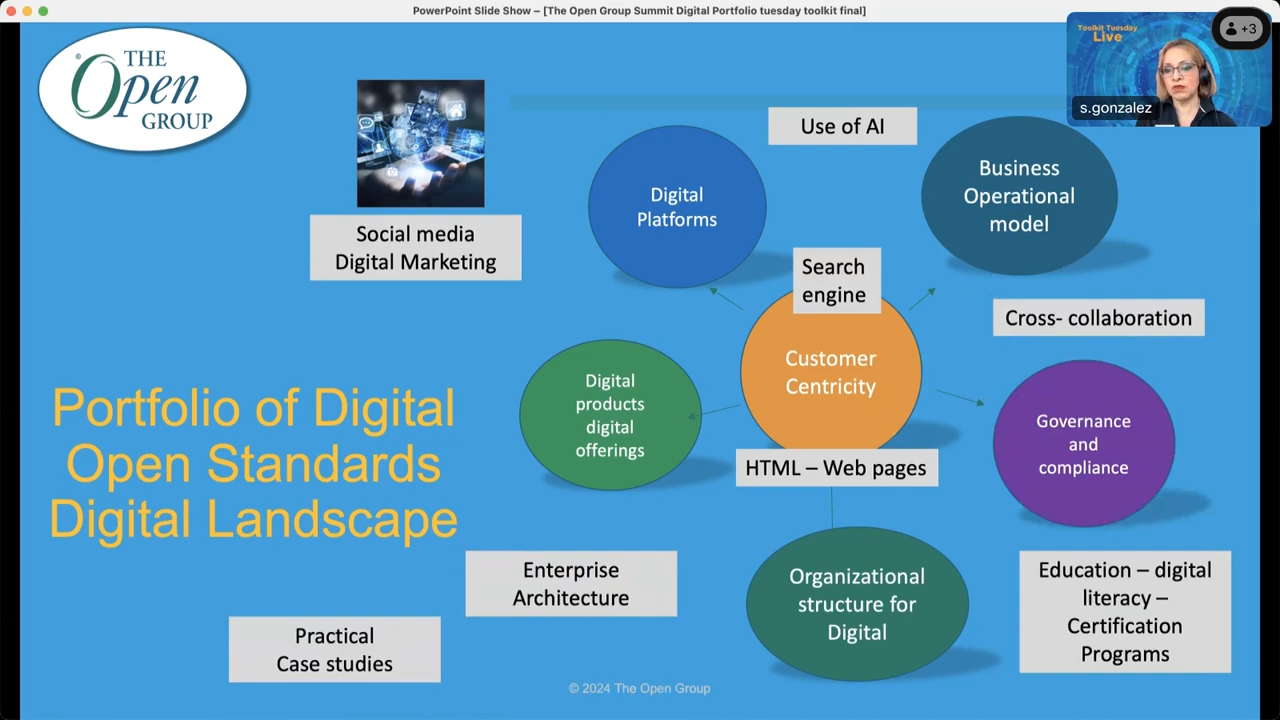 PowerPoint Slide Show – [The Open Group Summit Digital Portfolio tuesday toolkit final]
Toolkit Tuesday
Live
+3
s.gonzalez
®
THE
Open
GROUP
Social media
Digital Marketing
Use of AI
Digital
Platforms
Business
Operational
model
Search
engine
Cross- collaboration
Customer
Centricity
Digital
products
digital
offerings
Governance
and
compliance
Portfolio of Digital
Open Standards
Digital Landscape
HTML – Web pages
Enterprise
Architecture
Organizational
structure for
Digital
Education – digital
literacy –
Certification
Programs
Practical
Case studies
© 2024 The Open Group